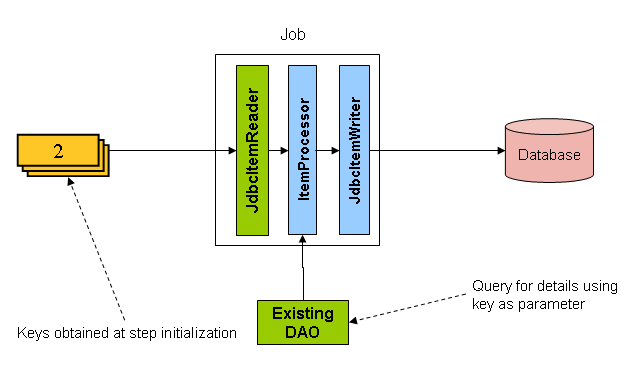 Job
2
JdbcItemReader
ItemProcessor
JdbcItemWriter
Database
Existing
DAO
Query for details using
key as parameter
Keys obtained at step initialization